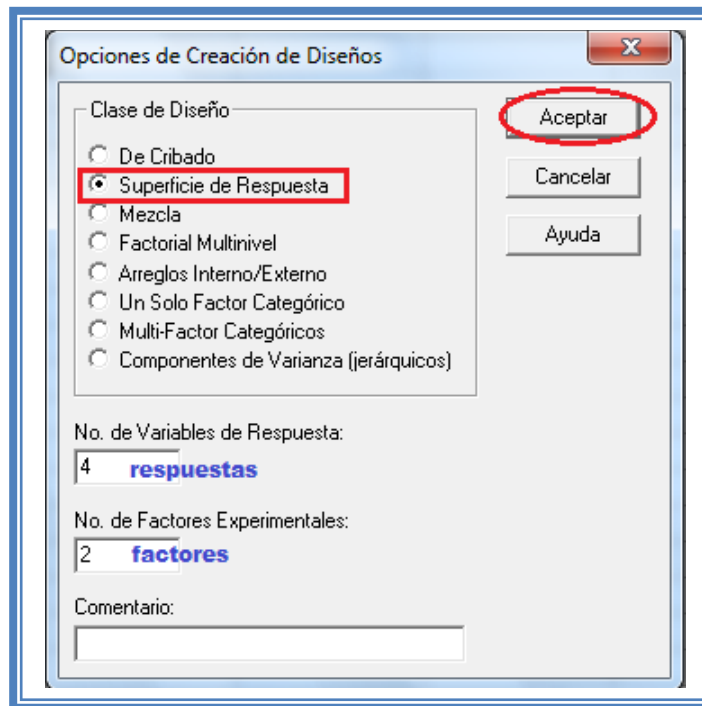 Opciones de Creación de Diseños
Clase de Diseño
De Cribado
Superficie de Respuesta
Mezcla
Factorial Multinivel
Arreglos Interno/Externo
Un Solo Factor Categórico
Multi-Factor Categóricos
Componentes de Varianza (jerárquicos)
Aceptar
Cancelar
Ayuda
No. de Variables de Respuesta:
4 respuestas
No. de Factores Experimentales:
2 factores
Comentario: